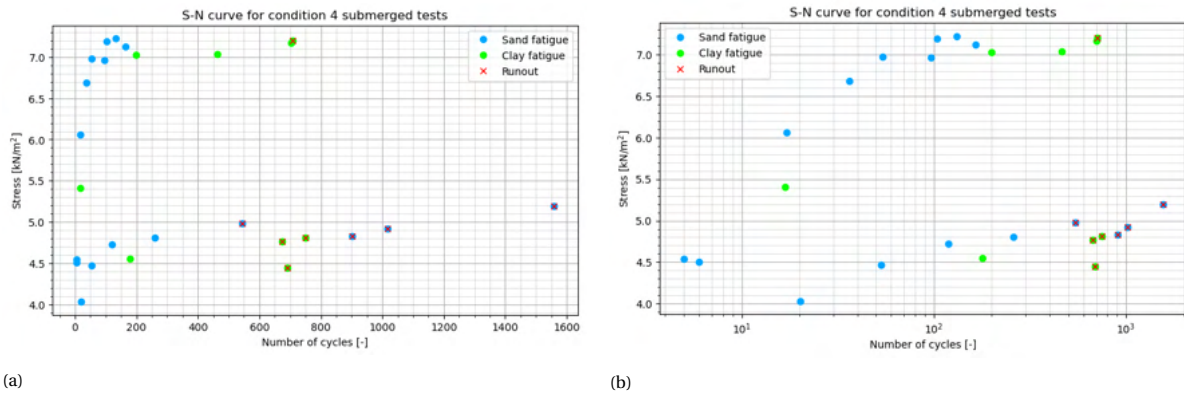 S-N curve for condition 4 submerged tests
Stress [kN/m²]
7.0
6.5
6.0
5.5
5.0
4.5
4.0
Sand fatigue
Clay fatigue
Runout
0 200 400 600 800 1000 1200 1400 1600
Number of cycles [-]
(a)
S-N curve for condition 4 submerged tests
Stress [kN/m²]
7.0
6.5
6.0
5.5
5.0
4.5
4.0
Sand fatigue
Clay fatigue
Runout
10¹ 10² 10³
Number of cycles [-]
(b)